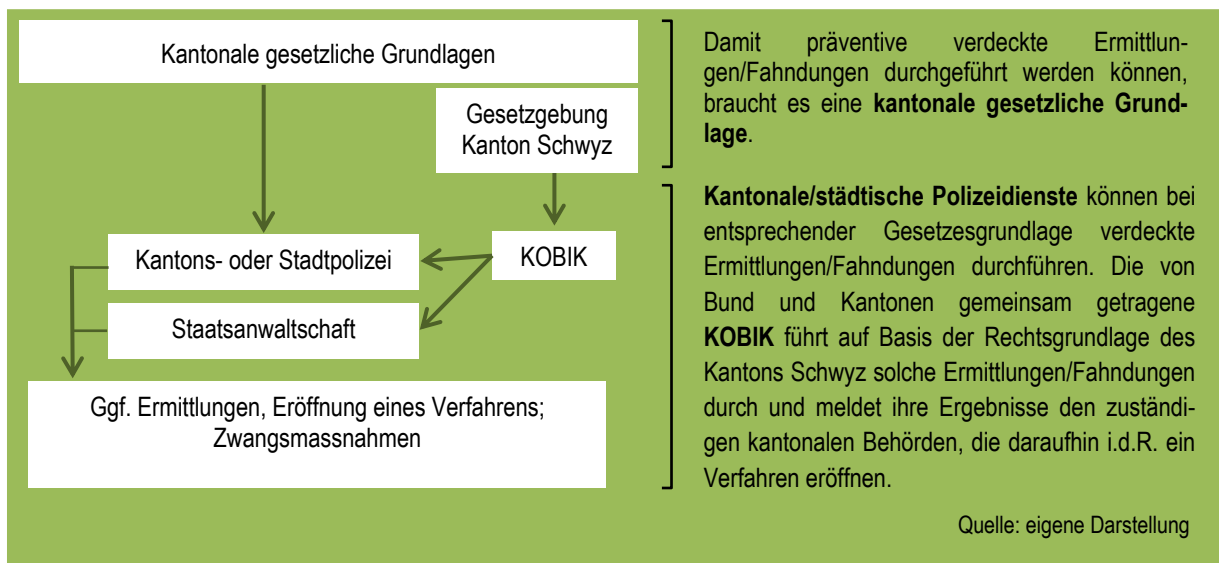 Kantonale gesetzliche Grundlagen
Gesetzgebung
Kanton Schwyz
Kantons- oder Stadtpolizei
KOBIK
Staatsanwaltschaft
Ggf. Ermittlungen, Eröffnung eines Verfahrens;
Zwangsmassnahmen
Damit präventive verdeckte Ermittlun-
gen/Fahndungen durchgeführt werden können,
braucht es eine kantonale gesetzliche Grund-
lage.
Kantonale/städtische Polizeidienste können bei
entsprechender Gesetzesgrundlage verdeckte
Ermittlungen/Fahndungen durchführen. Die von
Bund und Kantonen gemeinsam getragene
KOBIK führt auf Basis der Rechtsgrundlage des
Kantons Schwyz solche Ermittlungen/Fahndungen
durch und meldet ihre Ergebnisse den zuständi-
gen kantonalen Behörden, die daraufhin i.d.R. ein
Verfahren eröffnen.
Quelle: eigene Darstellung